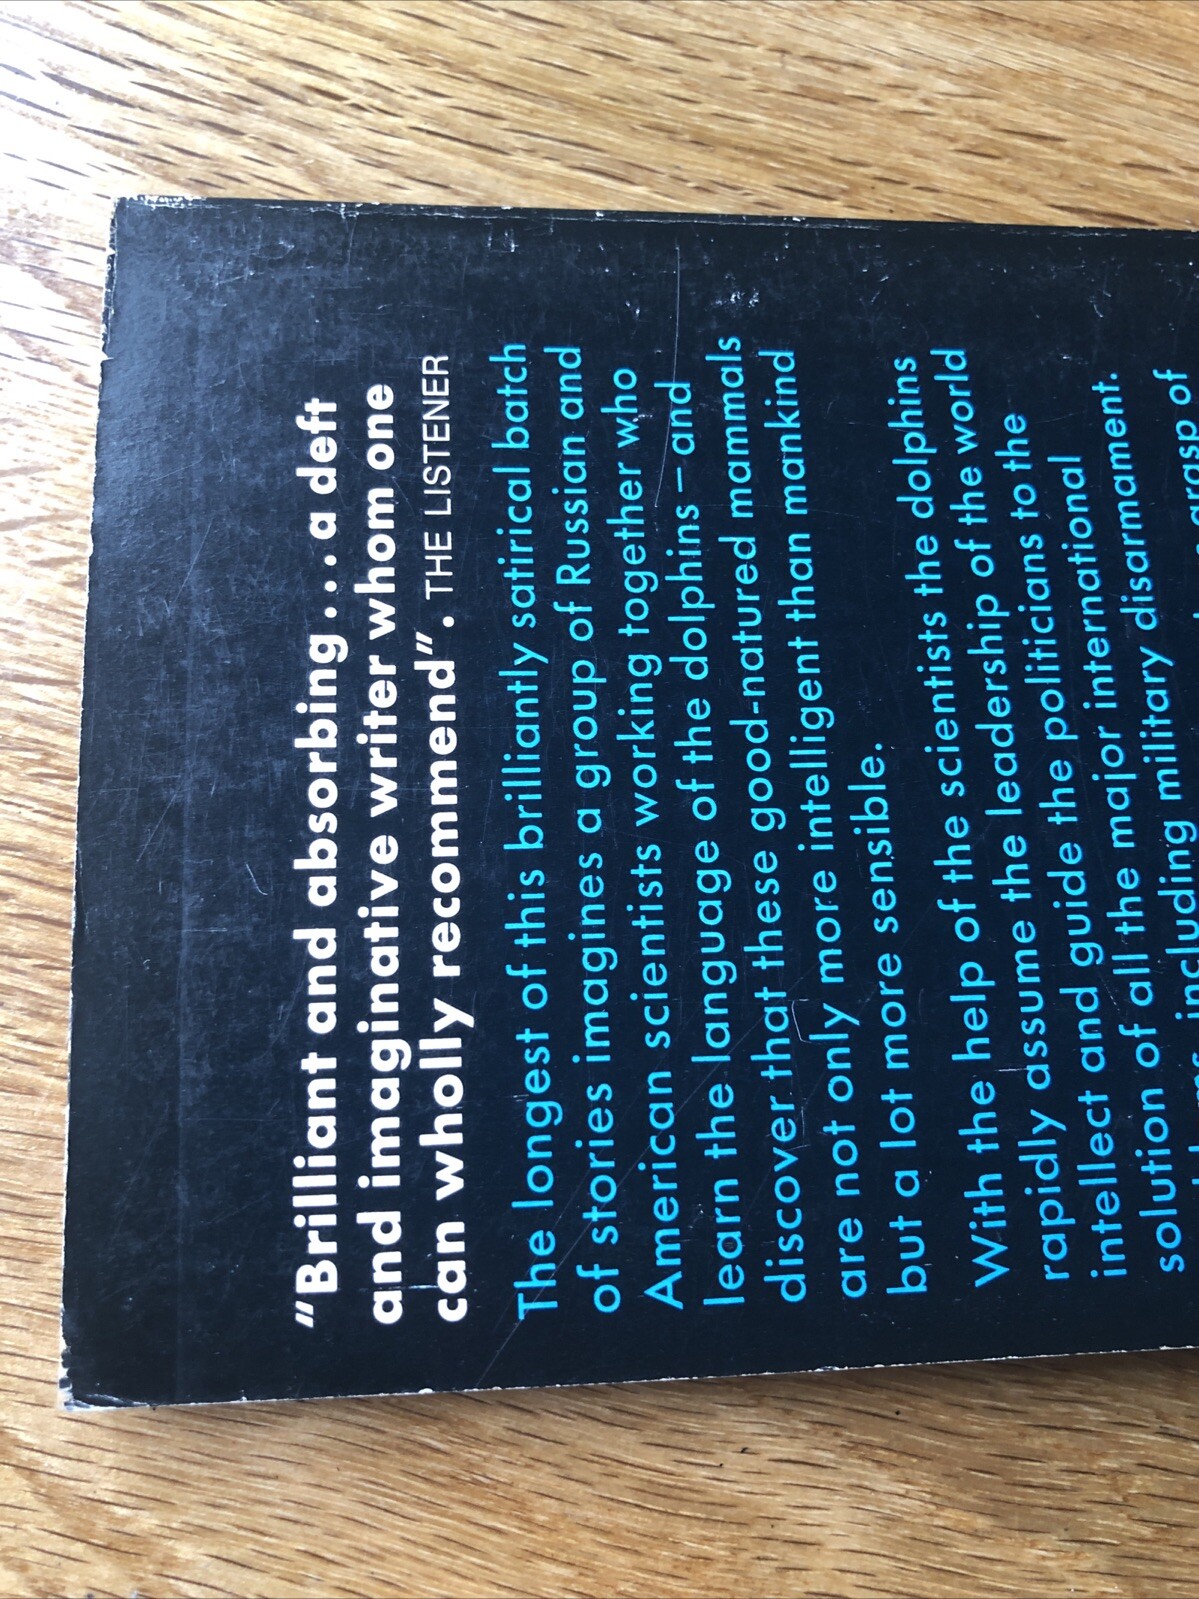 "Brilliant and absorbing... a deft
and imaginative writer whom one
can wholly recommend". THE LISTENER
The longest of this brilliantly satirical batch
of stories imagines a group of Russian and
American scientists working together who
learn the language of the dolphins – and
discover that these good-natured mammals
are not only more intelligent than mankind
but a lot more sensible.
With the help of the scientists the dolphins
rapidly assume the leadership of the world
intellect and guide the politicians to the
solution of all the major international
including military disarmament.
of